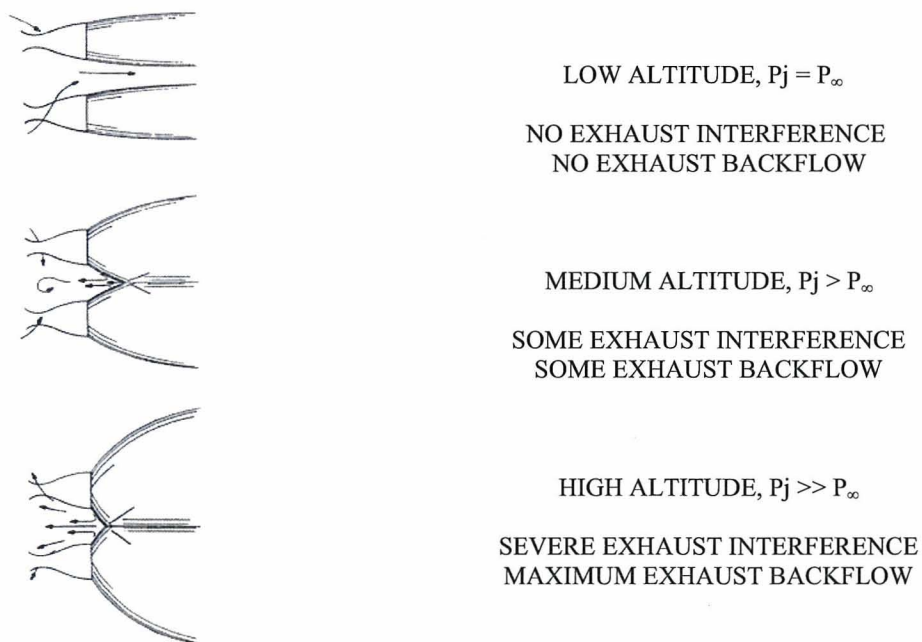 LOW ALTITUDE, Pj = P∞
NO EXHAUST INTERFERENCE
NO EXHAUST BACKFLOW
MEDIUM ALTITUDE, Pj > P∞
SOME EXHAUST INTERFERENCE
SOME EXHAUST BACKFLOW
HIGH ALTITUDE, Pj >> P∞
SEVERE EXHAUST INTERFERENCE
MAXIMUM EXHAUST BACKFLOW